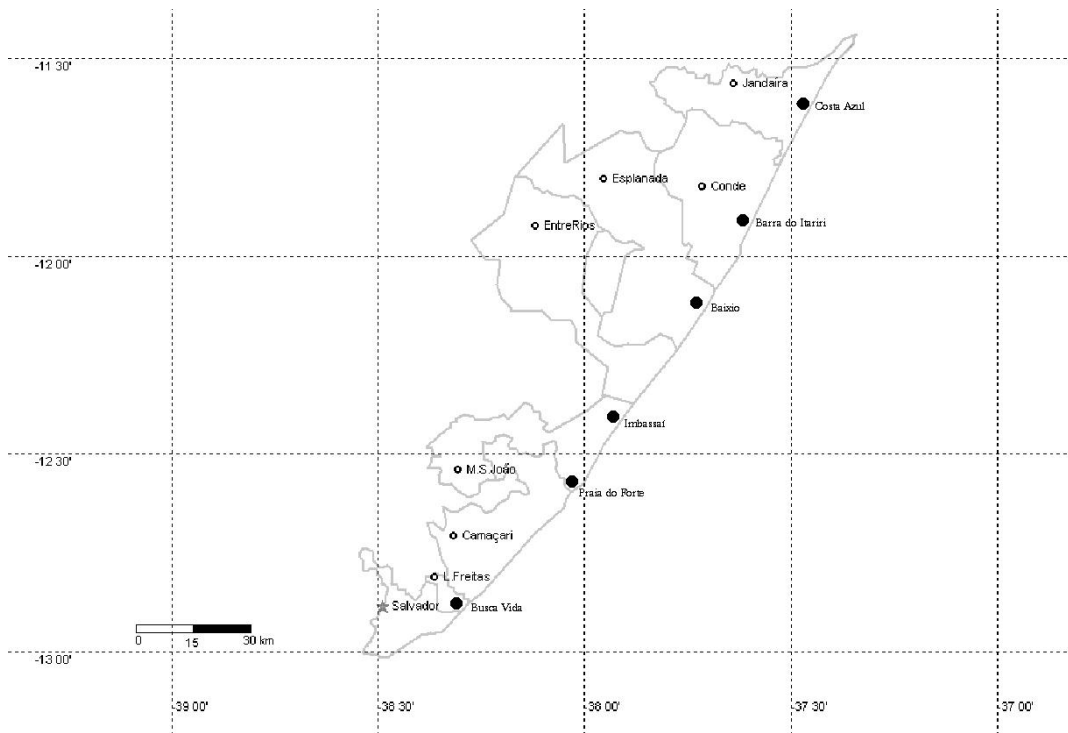 -11 30'
Jandaíra
Costa Azul
Esplanada
Conde
EntreRios
Barra do Itariri
-12 00'
Baixio
Imbassaí
-12 30'
M.S.João
Praia do Forte
Camaçari
L.Freitas
Salvador
Busca Vida
0 15 30 km
-13 00'
-39 00' -38 30' -38 00' -37 30' -37 00'